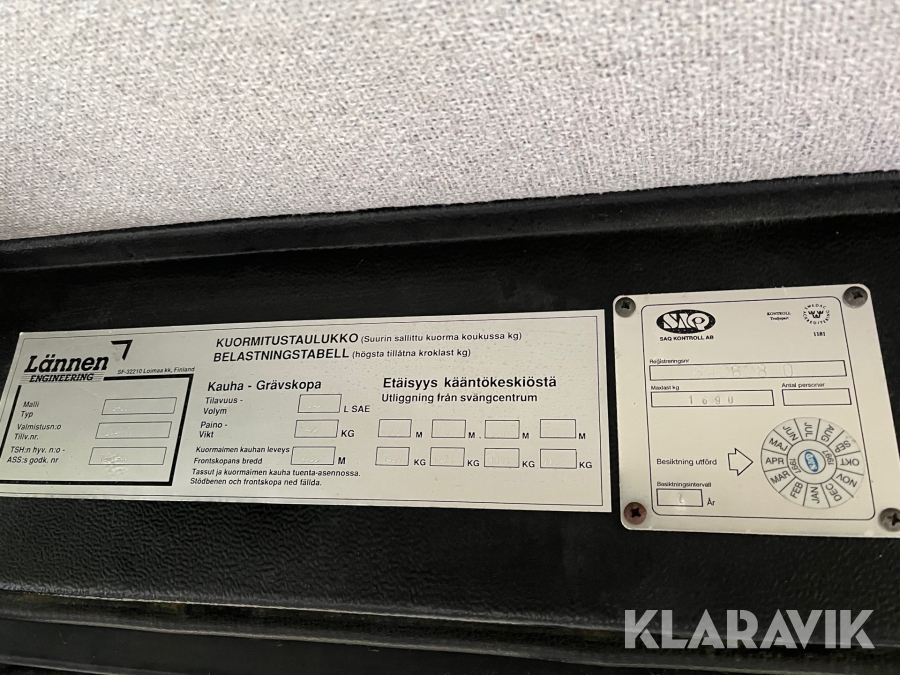 Lännen
ENGINEERING
SF-32210 Loimaa kk, Finland
Malli
Typ
Valmistusn:o
Tillv.nr.
TSH:n hyv. n:o -
ASS:s godk. nr
KUORMITUSTAULUKKO (Suurin sallittu kuorma koukussa kg)
BELASTNINGSTABELL (högsta tillåtna kroklast kg)
Kauha - Grävskopa
Tilavuus -
Volym
L SAE
Paino -
Vikt
KG
Kuormaimen kauhan leveys
Frontskopans bredd
M
Tassut ja kuormaimen kauha tuenta-asennossa.
Stödbenen och frontskopa ned fällda.
Etäisyys kääntökeskiöstä
Utliggning från svängcentrum
M M M M
KG KG KG KG
SAQ KONTROLL AB
KONTROLL
SWEDAC
ACKREDITERING
1181
Registreringsnr
Maxlast kg
Antal personer
1690
Besiktning utförd
JAN FEB MAR APR MAJ JUN JUL AUG SEP OKT NOV DEC
Besiktningsintervall
År
KLARAVIK